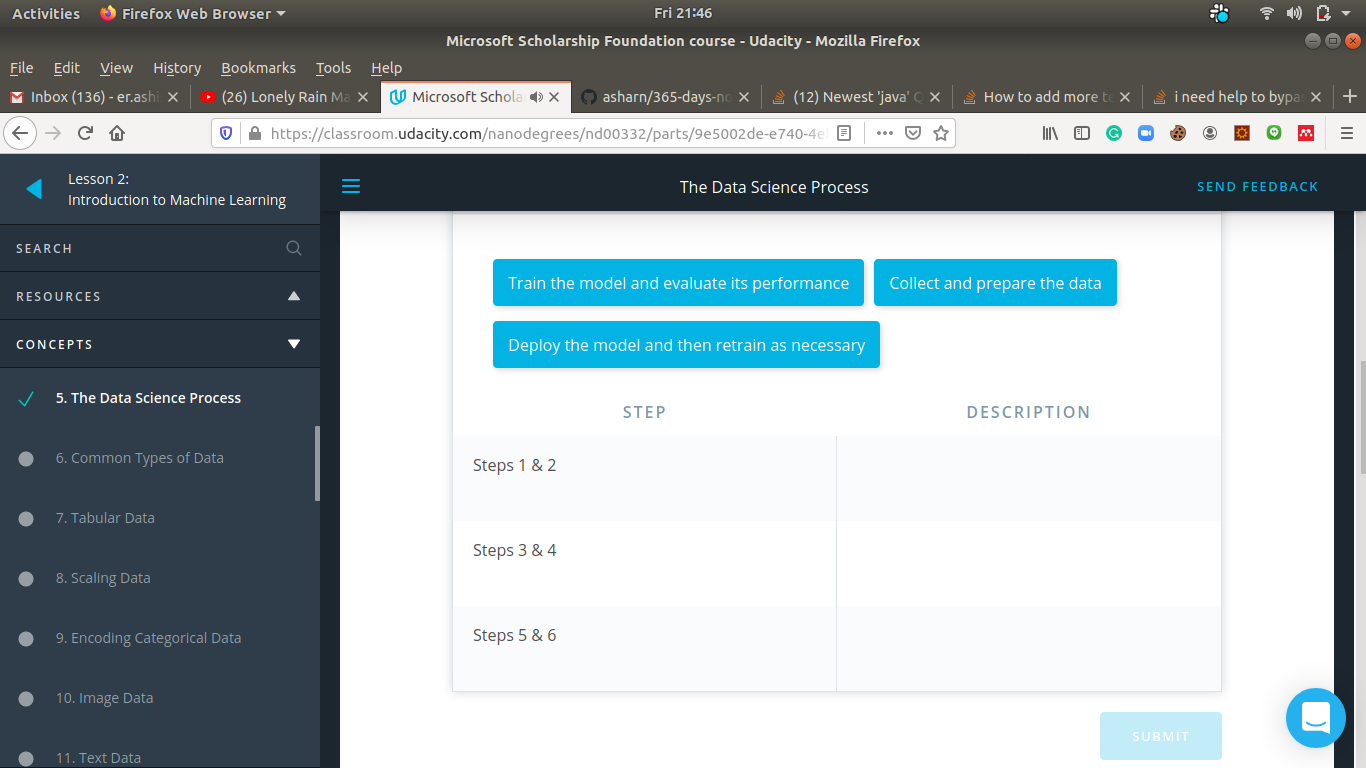 Activities Firefox Web Browser Fri 21:46
Microsoft Scholarship Foundation course - Udacity - Mozilla Firefox
File Edit View History Bookmarks Tools Help
Inbox (136) - er.ashi (26) Lonely Rain Ma Microsoft Schola asharn/365-days-no (12) Newest 'java' Q How to add more te i need help to bypas
https://classroom.udacity.com/nanodegrees/nd00332/parts/9e5002de-e740-4e
Lesson 2:
Introduction to Machine Learning
The Data Science Process
SEND FEEDBACK
SEARCH
RESOURCES
CONCEPTS
5. The Data Science Process
6. Common Types of Data
7. Tabular Data
8. Scaling Data
9. Encoding Categorical Data
10. Image Data
11. Text Data
Train the model and evaluate its performance Collect and prepare the data
Deploy the model and then retrain as necessary
STEP DESCRIPTION
Steps 1 & 2
Steps 3 & 4
Steps 5 & 6
SUBMIT